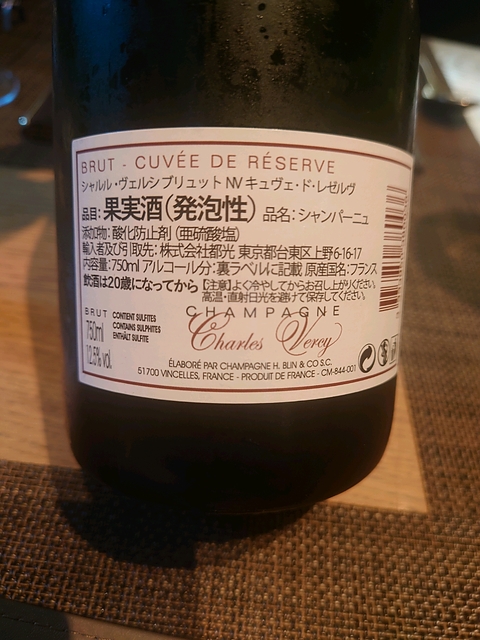 BRUT - CUVÉE DE RÉSERVE
シャルル・ヴェルシ ブリュット NV キュヴェ・ド・レゼルヴ
品目:果実酒(発泡性) 品名:シャンパーニュ
添加物:酸化防止剤(亜硫酸塩)
輸入者及び引取先:株式会社都光 東京都台東区上野6-16-17
内容量:750ml アルコール分:裏ラベルに記載 原産国名:フランス
飲酒は20歳になってから【注意】よく冷やしてからお召し上がりください。
高温・直射日光を避けて保存してください。
CHAMPAGNE
Charles Verey
BRUT
750ml
12.5% vol.
CONTENT SULFITES
CONTAINS SULPHITES
ENTHÄLT SULFITE
ÉLABORÉ PAR CHAMPAGNE H. BLIN & CO S.C.
51700 VINCELLES, FRANCE - PRODUIT DE FRANCE - CM-844-001